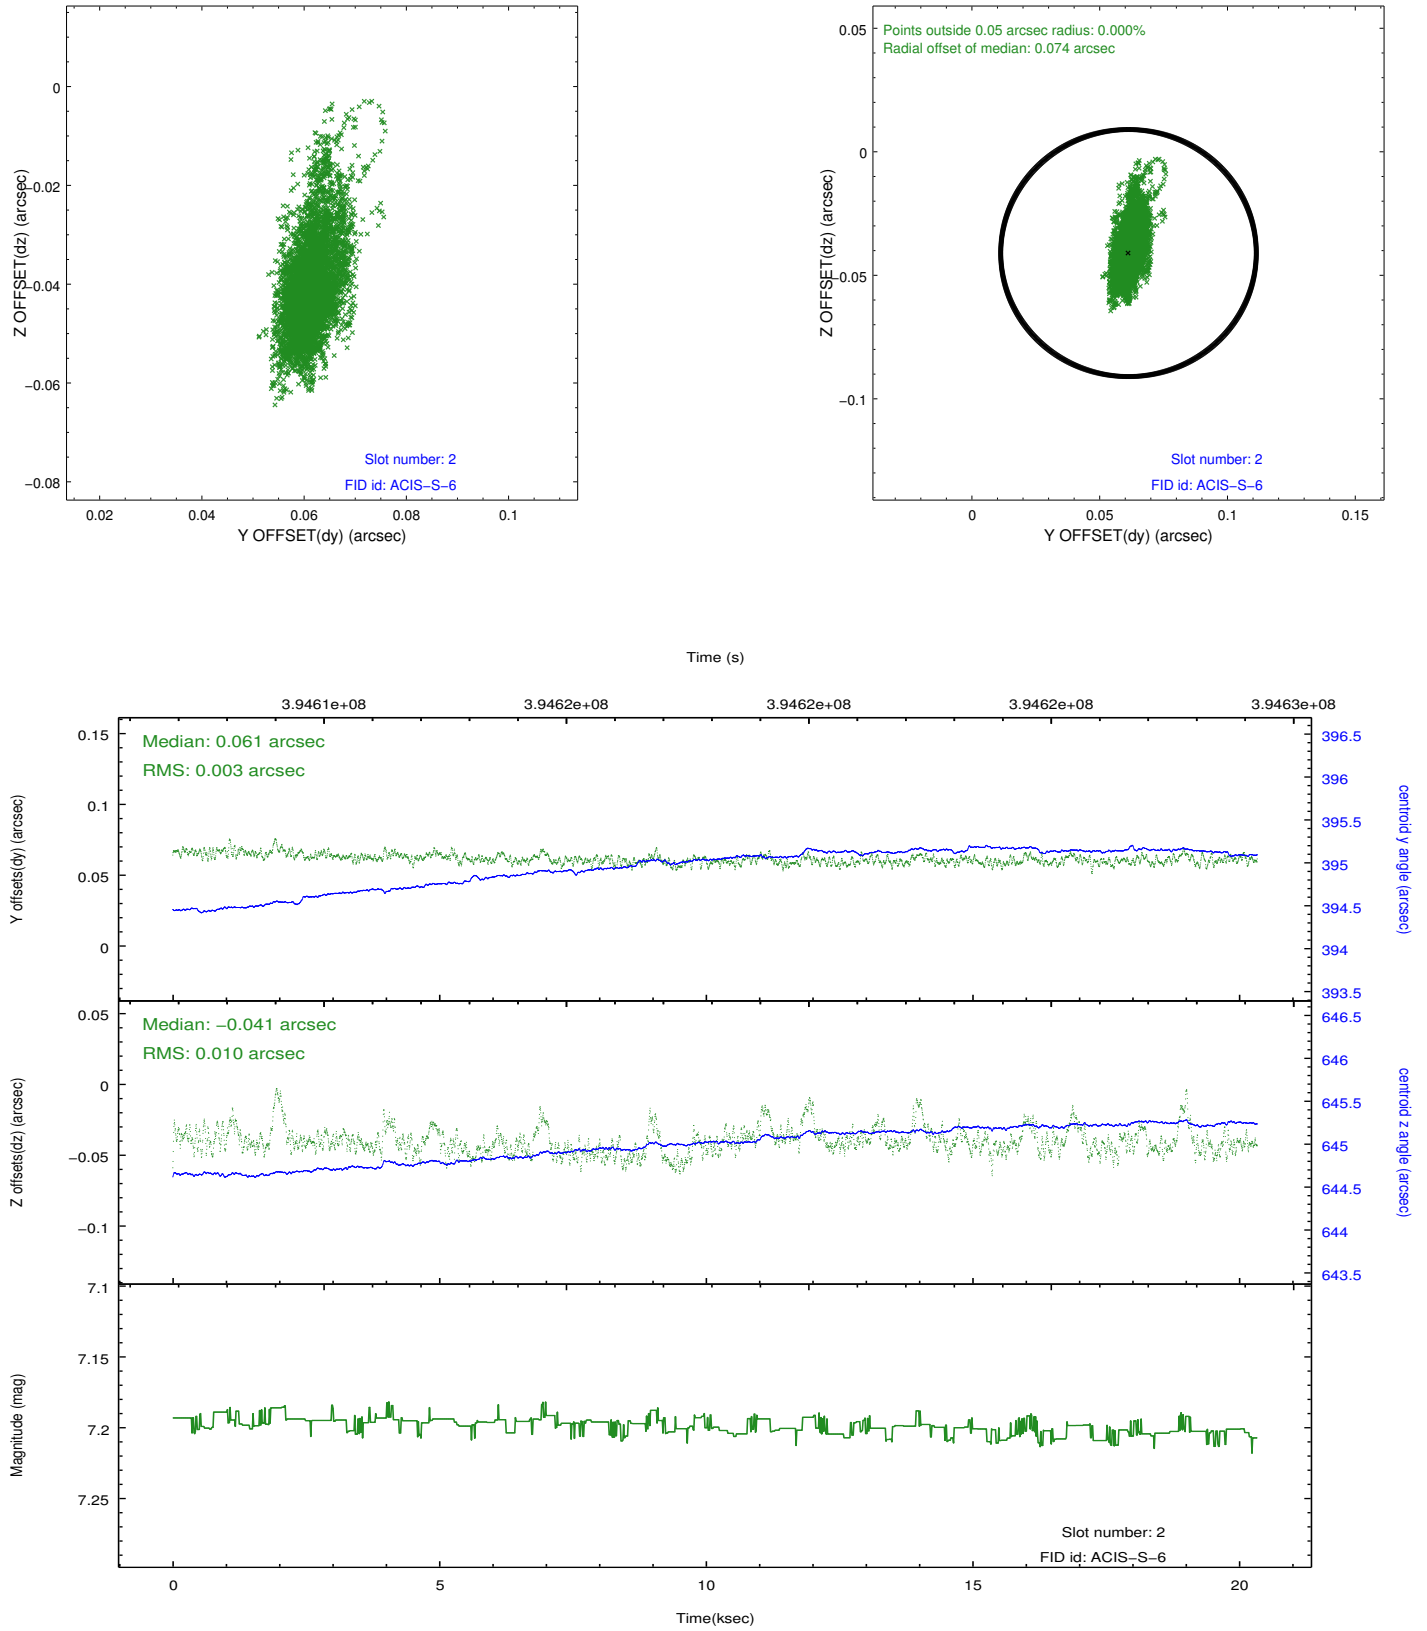 0
−0.02
−0.04
−0.06
−0.08
Z OFFSET(dz) (arcsec)
0.02 0.04 0.06 0.08 0.1
Y OFFSET(dy) (arcsec)
Slot number: 2
FID id: ACIS−S−6
Points outside 0.05 arcsec radius: 0.000%
Radial offset of median: 0.074 arcsec
0.05
0
−0.05
−0.1
Z OFFSET(dz) (arcsec)
0 0.05 0.1 0.15
Y OFFSET(dy) (arcsec)
Slot number: 2
FID id: ACIS−S−6
Time (s)
3.9461e+08 3.9462e+08 3.9462e+08 3.9462e+08 3.9463e+08
Median: 0.061 arcsec
RMS: 0.003 arcsec
0.15
0.1
0.05
0
Y offsets(dy) (arcsec)
396.5
396
395.5
395
394.5
394
393.5
centroid y angle (arcsec)
Median: −0.041 arcsec
RMS: 0.010 arcsec
0.05
0
−0.05
−0.1
Z offsets(dz) (arcsec)
646.5
646
645.5
645
644.5
644
643.5
centroid z angle (arcsec)
7.1
7.15
7.2
7.25
Magnitude (mag)
Slot number: 2
FID id: ACIS−S−6
0 5 10 15 20
Time(ksec)